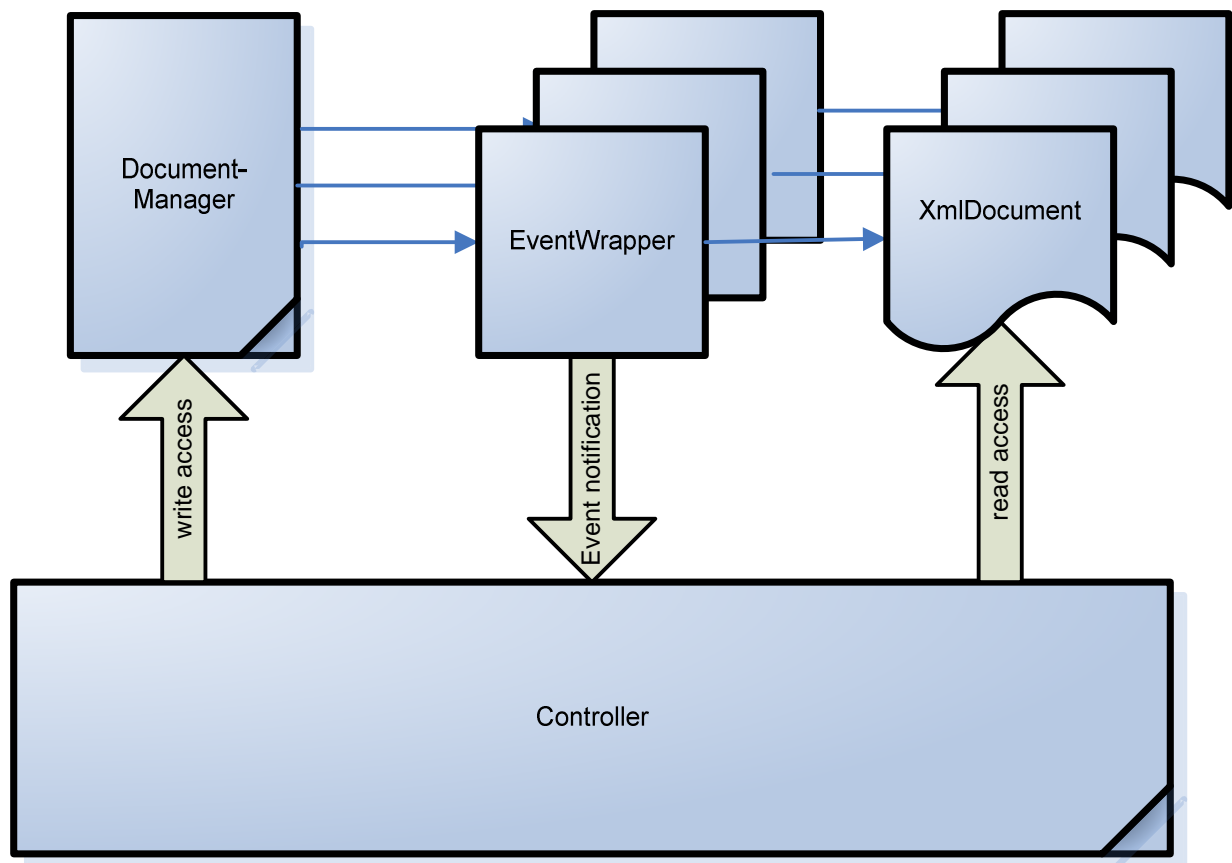 Document-
Manager
EventWrapper
XmlDocument
write access
Event notification
read access
Controller